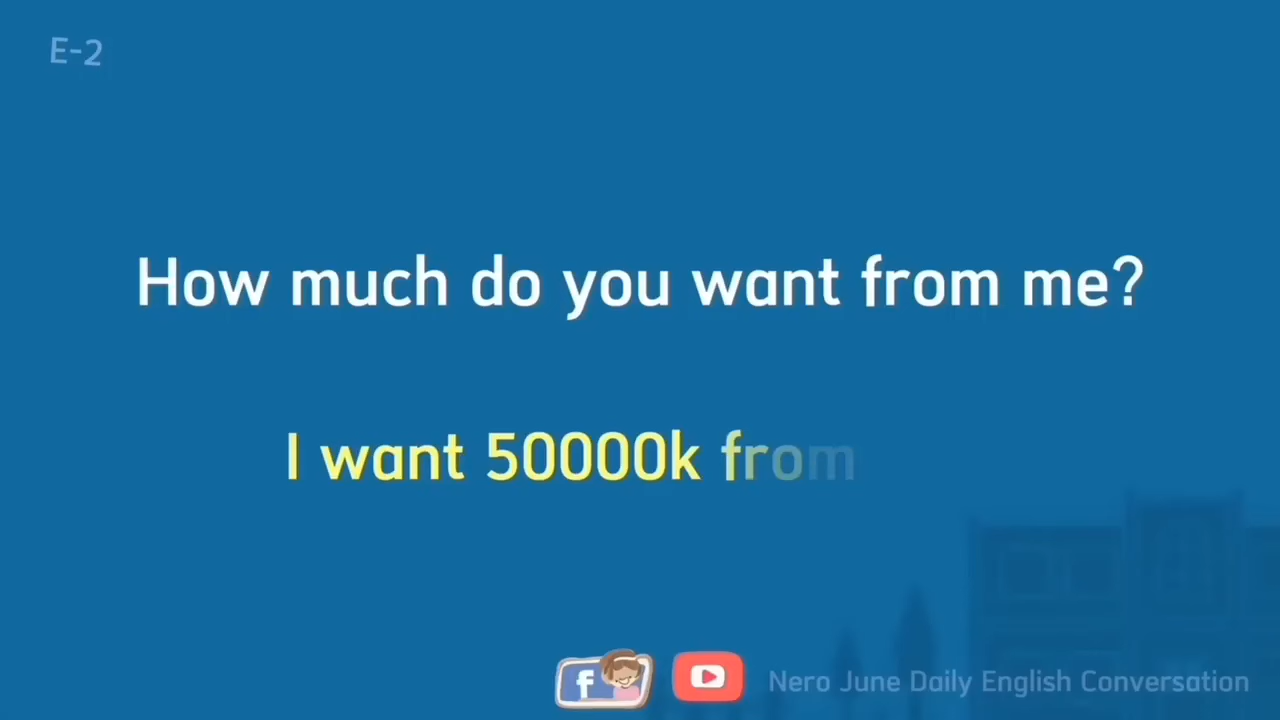 E-2
How much do you want from me?
I want 50000k from
f
Nero June Daily English Conversation